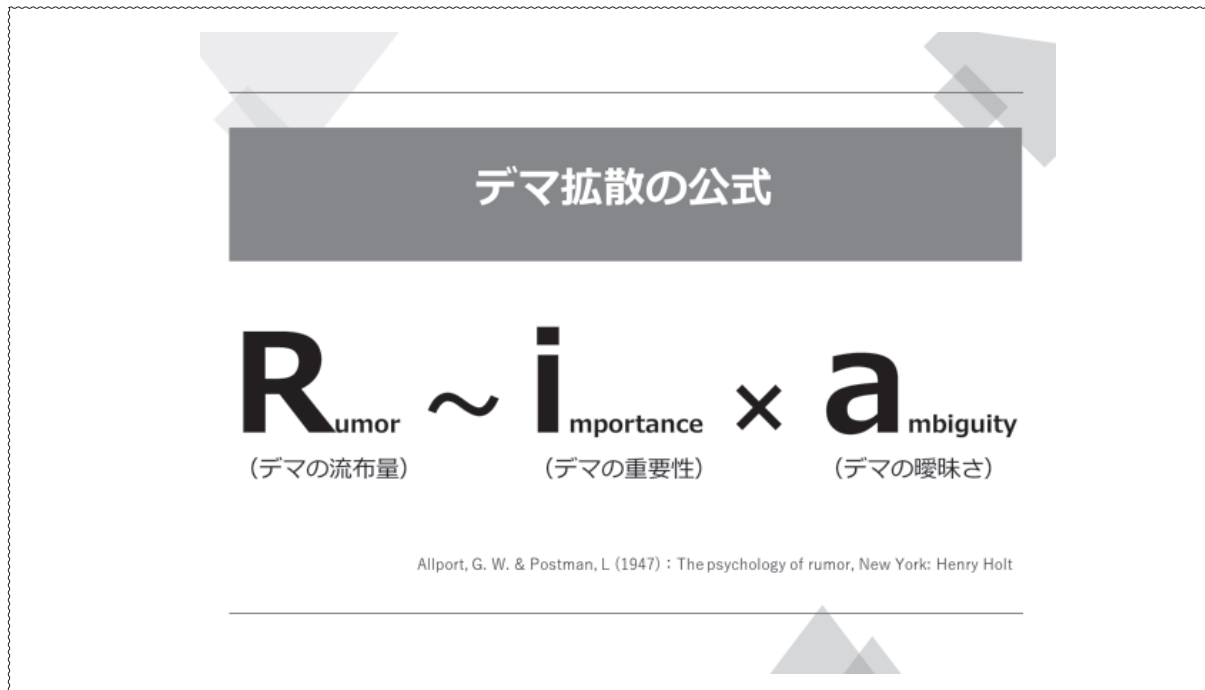 デマ拡散の公式
Rumor ～ importance × ambiguity
（デマの流布量） （デマの重要性） （デマの曖昧さ）
Allport, G. W. & Postman, L (1947)：The psychology of rumor, New York: Henry Holt